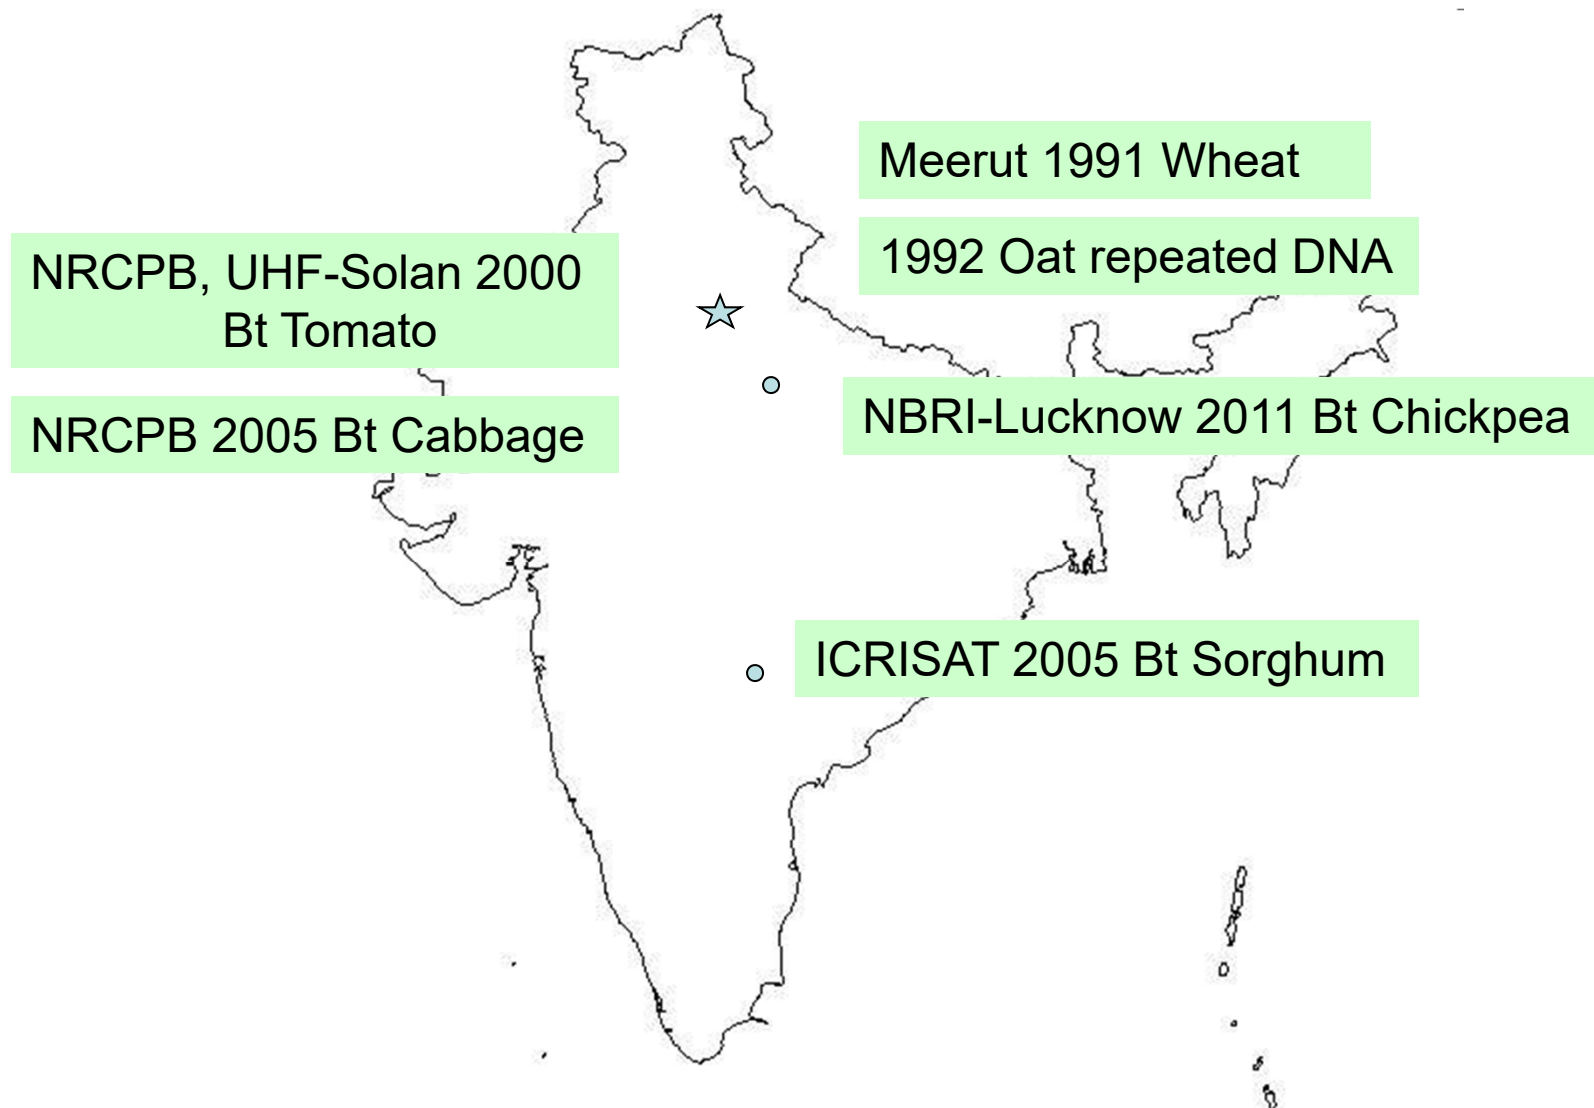 Meerut 1991 Wheat
1992 Oat repeated DNA
NRCPB, UHF-Solan 2000
Bt Tomato
NRCPB 2005 Bt Cabbage
NBRI-Lucknow 2011 Bt Chickpea
ICRISAT 2005 Bt Sorghum